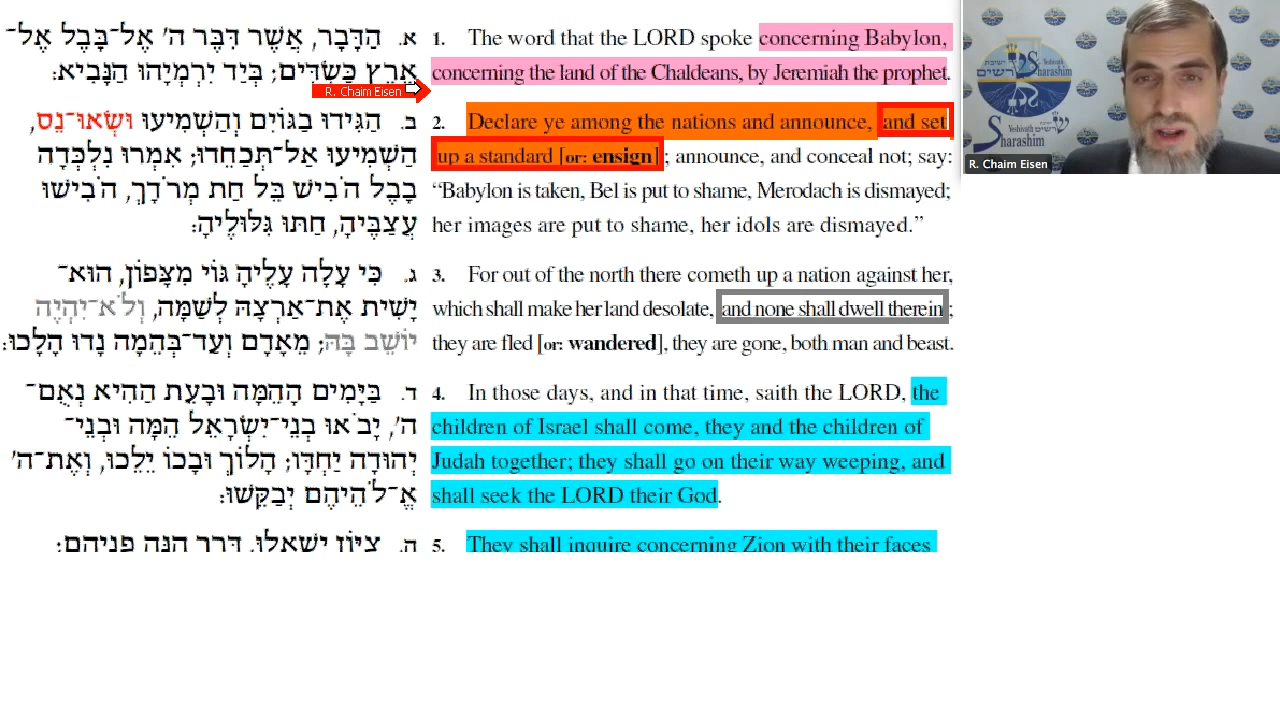 א. הַדָּבָר, אֲשֶׁר דִּבֶּר ה' אֶל־בָּבֶל אֶל־
אֶרֶץ כַּשְׂדִּים; בְּיַד יִרְמְיָהוּ הַנָּבִיא:
R. Chaim Eisen
ב. הַגִּידוּ בַגּוֹיִם וְהַשְׁמִיעוּ וּשְׂאוּ־נֵס,
הַשְׁמִיעוּ אַל־תְּכַחֵדוּ; אִמְרוּ נִלְכְּדָה
בָבֶל הֹבִישׁ בֵּל חַת מְרֹדָךְ, הֹבִישׁוּ
עֲצַבֶּיהָ, חַתּוּ גִּלּוּלֶיהָ:
ג. כִּי עָלָה עָלֶיהָ גּוֹי מִצָּפוֹן, הוּא־
יָשִׁית אֶת־אַרְצָהּ לְשַׁמָּה, וְלֹא־יִהְיֶה
יוֹשֵׁב בָּהּ; מֵאָדָם וְעַד־בְּהֵמָה נָדוּ הָלָכוּ:
ד. בַּיָּמִים הָהֵמָּה וּבָעֵת הַהִיא נְאֻם־
ה', יָבֹאוּ בְנֵי־יִשְׂרָאֵל הֵמָּה וּבְנֵי־
יְהוּדָה יַחְדָּו; הָלוֹךְ וּבָכוֹ יֵלֵכוּ, וְאֶת־ה'
אֱ־לֹהֵיהֶם יְבַקֵּשׁוּ:
ה. צִיּוֹן יִשְׁאָלוּ, דֶּרֶךְ הֵנָּה פְנֵיהֶם:
1. The word that the LORD spoke concerning Babylon,
concerning the land of the Chaldeans, by Jeremiah the prophet.
2. Declare ye among the nations and announce, and set
up a standard [or: ensign]; announce, and conceal not; say:
“Babylon is taken, Bel is put to shame, Merodach is dismayed;
her images are put to shame, her idols are dismayed.”
3. For out of the north there cometh up a nation against her,
which shall make her land desolate, and none shall dwell therein;
they are fled [or: wandered], they are gone, both man and beast.
4. In those days, and in that time, saith the LORD, the
children of Israel shall come, they and the children of
Judah together; they shall go on their way weeping, and
shall seek the LORD their God.
5. They shall inquire concerning Zion with their faces
Yeshivath
Sharashim
R. Chaim Eisen